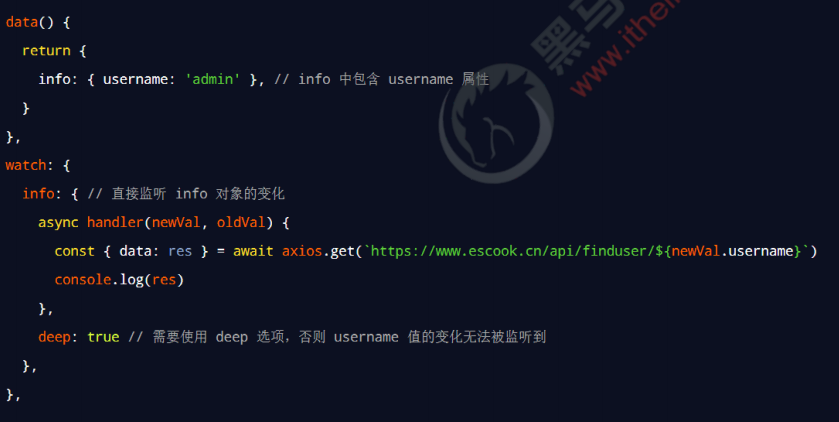 data() {
  return {
    info: { username: 'admin' }, // info 中包含 username 属性
  }
},
watch: {
  info: { // 直接监听 info 对象的变化
    async handler(newVal, oldVal) {
      const { data: res } = await axios.get(`https://www.escook.cn/api/finduser/${newVal.username}`)
      console.log(res)
    },
    deep: true // 需要使用 deep 选项，否则 username 值的变化无法被监听到
  },
},
黑马
www.itheim